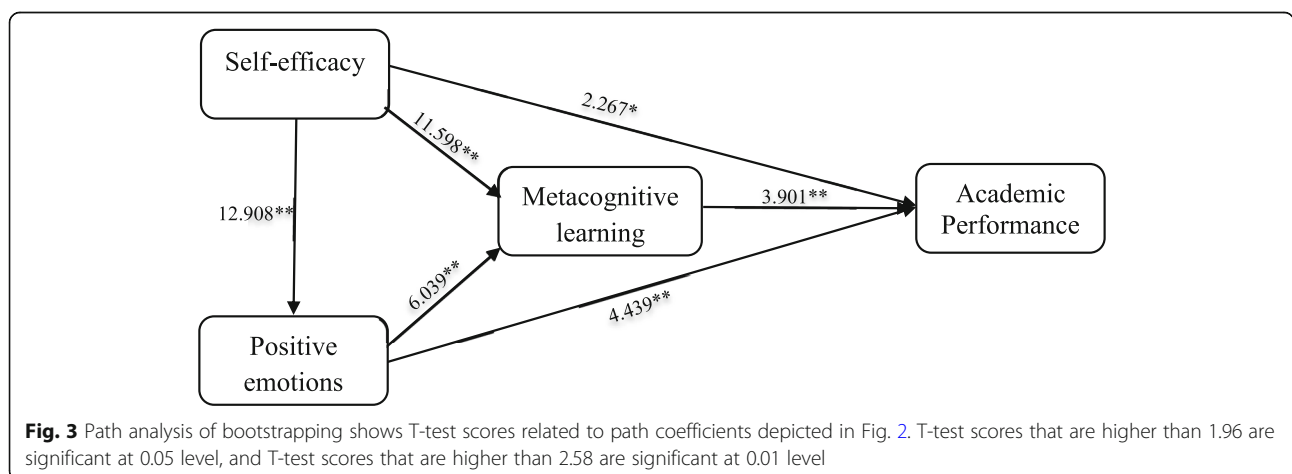 Self-efficacy
2.267*
11.598**
Metacognitive
learning
3.901**
Academic
Performance
12.908**
6.039**
4.439**
Positive
emotions
Fig. 3 Path analysis of bootstrapping shows T-test scores related to path coefficients depicted in Fig. 2. T-test scores that are higher than 1.96 are
significant at 0.05 level, and T-test scores that are higher than 2.58 are significant at 0.01 level